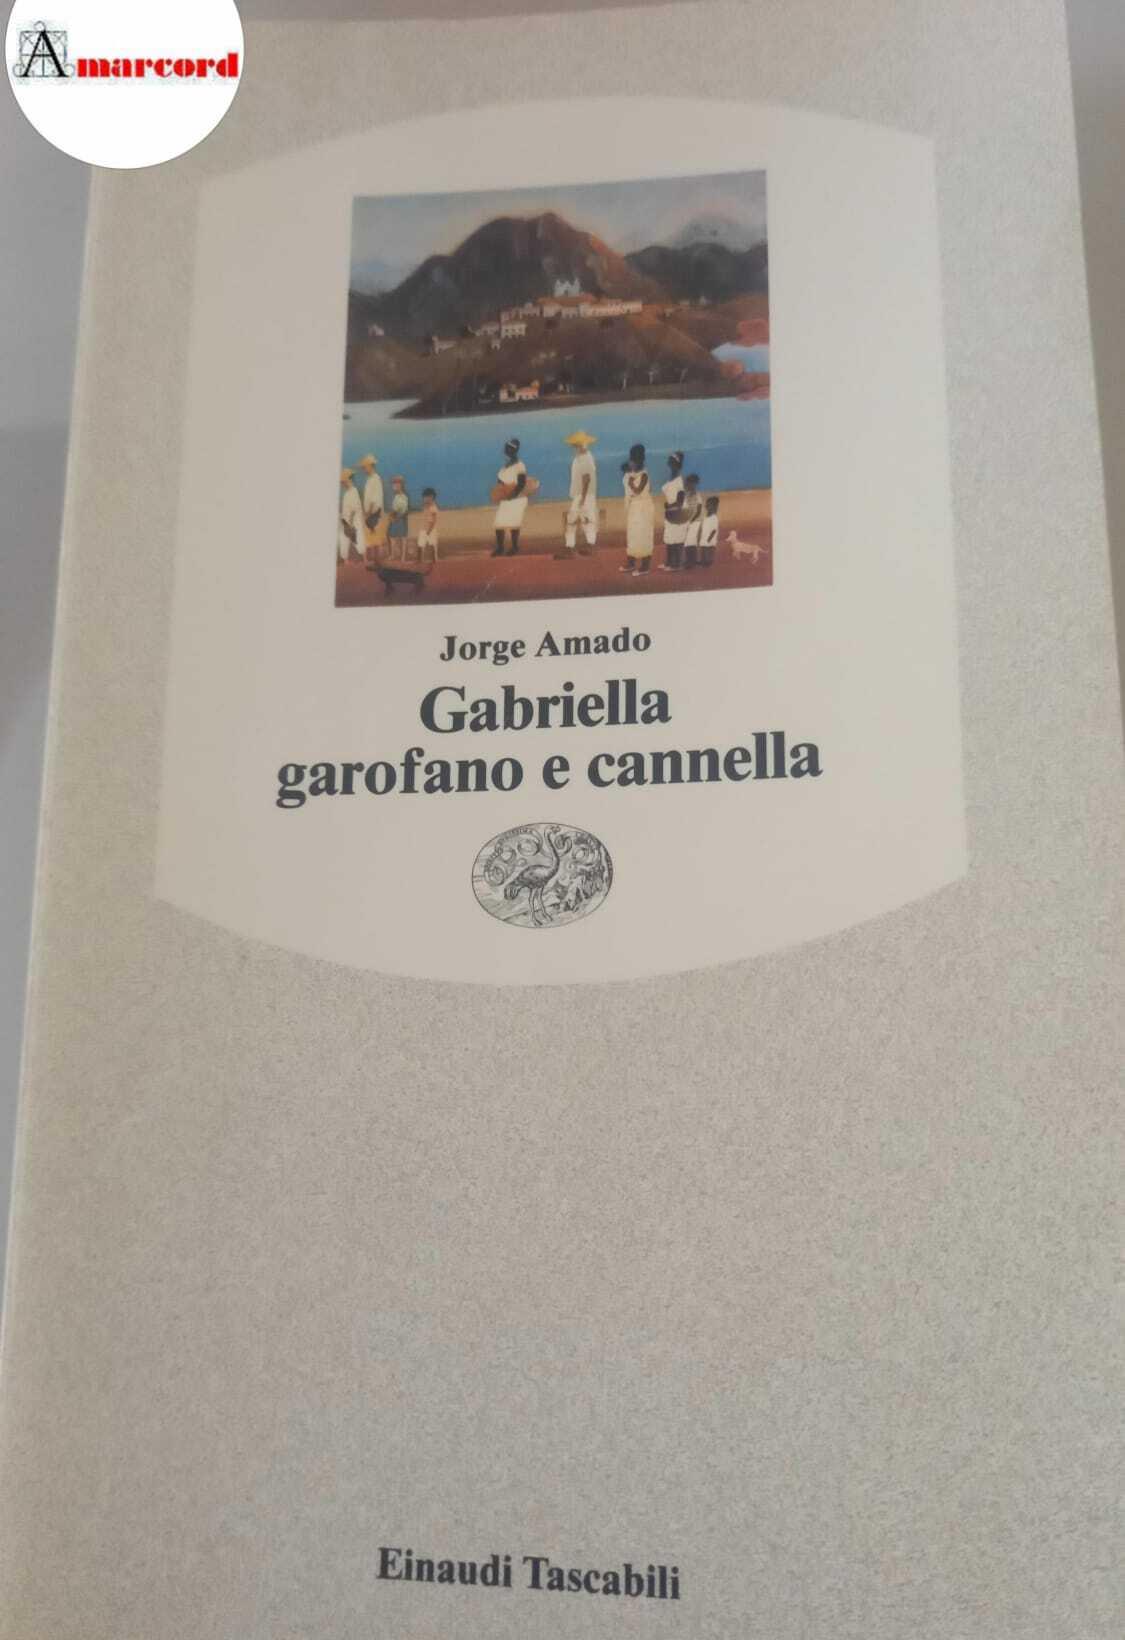 Amarcord
Jorge Amado
Gabriella
garofano e cannella
Einaudi Tascabili